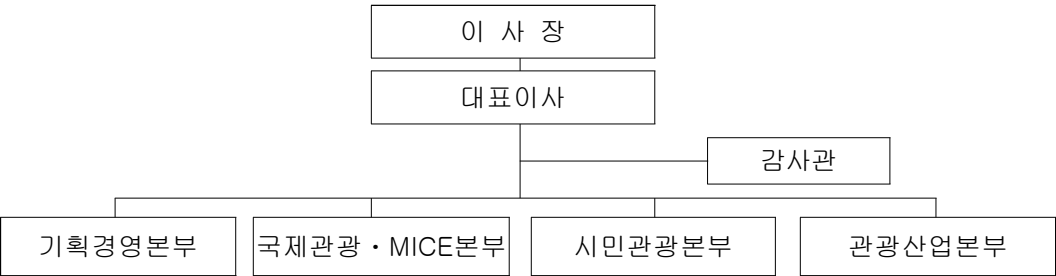 이 사 장
대표이사
감사관
기획경영본부
국제관광・MICE본부
시민관광본부
관광산업본부